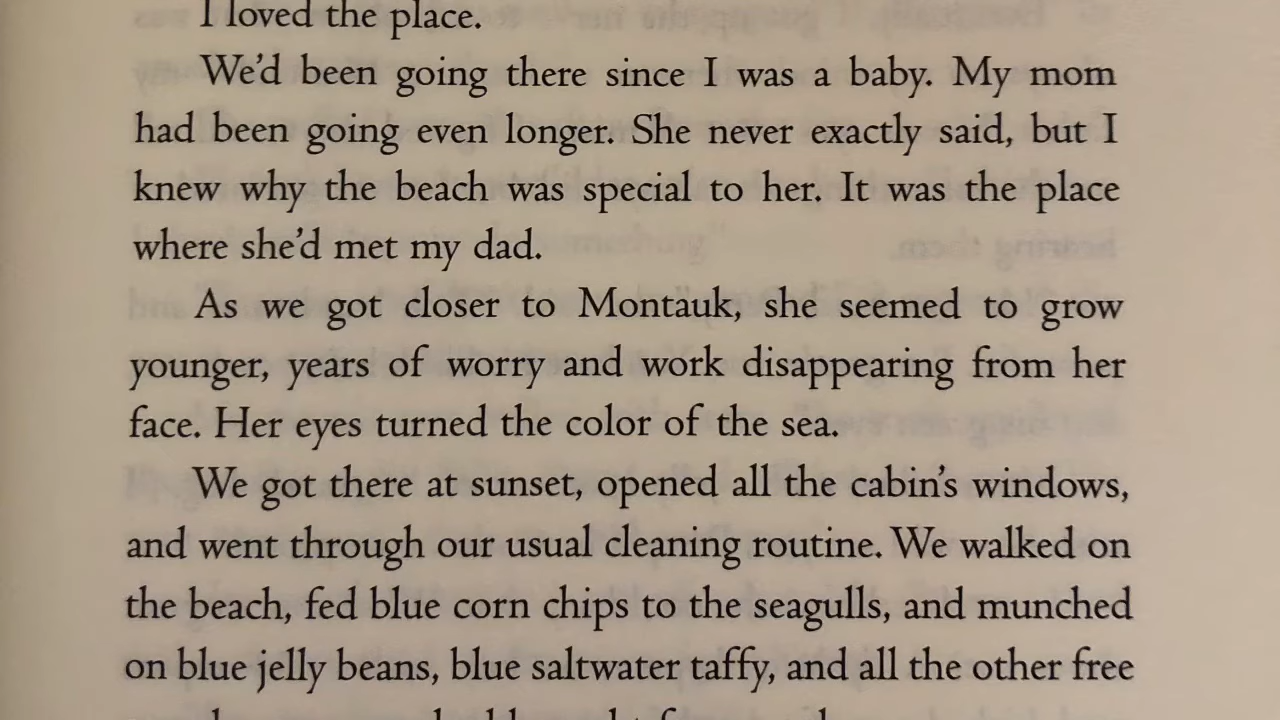 I loved the place.
We’d been going there since I was a baby. My mom
had been going even longer. She never exactly said, but I
knew why the beach was special to her. It was the place
where she’d met my dad.
As we got closer to Montauk, she seemed to grow
younger, years of worry and work disappearing from her
face. Her eyes turned the color of the sea.
We got there at sunset, opened all the cabin’s windows,
and went through our usual cleaning routine. We walked on
the beach, fed blue corn chips to the seagulls, and munched
on blue jelly beans, blue saltwater taffy, and all the other free